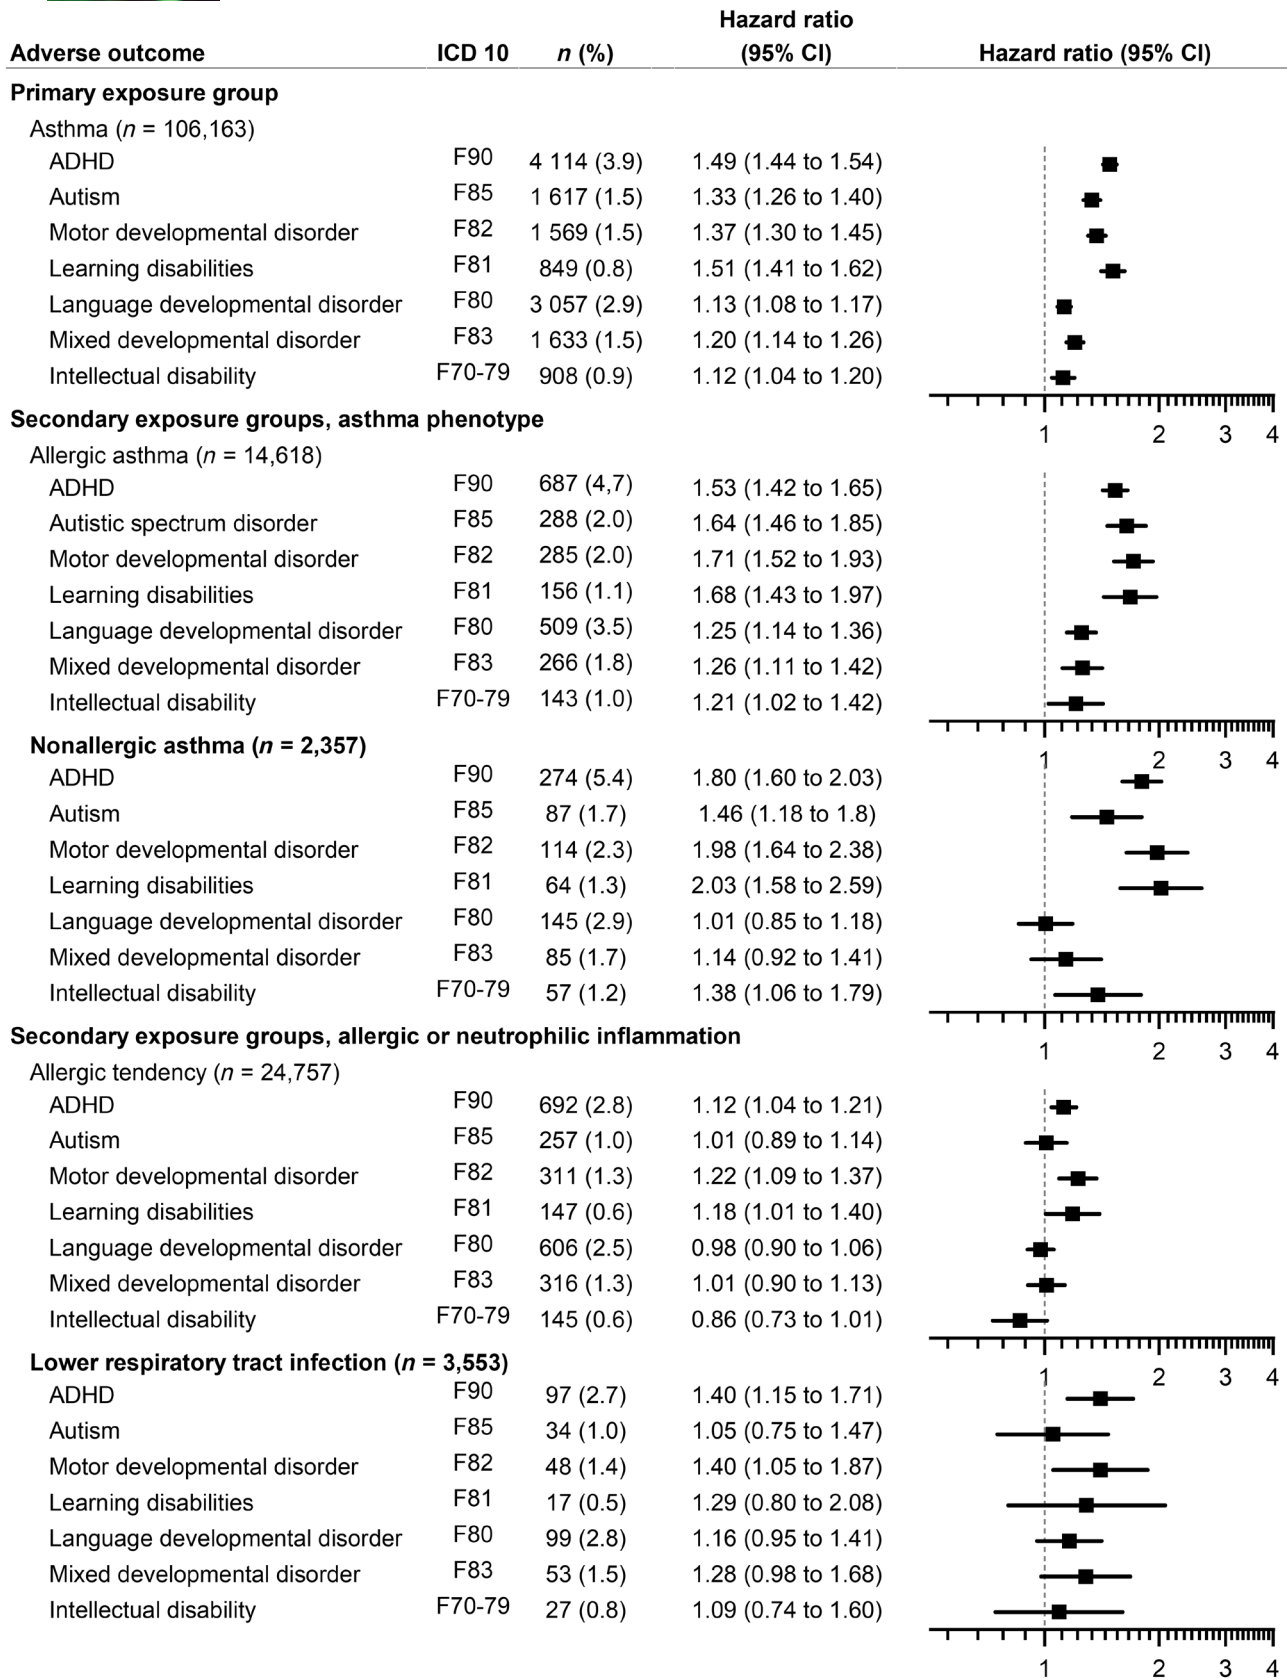 Hazard ratio
Adverse outcome ICD 10 n (%) (95% CI) Hazard ratio (95% CI)
Primary exposure group
Asthma (n = 106,163)
ADHD F90 4 114 (3.9) 1.49 (1.44 to 1.54)
Autism F85 1 617 (1.5) 1.33 (1.26 to 1.40)
Motor developmental disorder F82 1 569 (1.5) 1.37 (1.30 to 1.45)
Learning disabilities F81 849 (0.8) 1.51 (1.41 to 1.62)
Language developmental disorder F80 3 057 (2.9) 1.13 (1.08 to 1.17)
Mixed developmental disorder F83 1 633 (1.5) 1.20 (1.14 to 1.26)
Intellectual disability F70-79 908 (0.9) 1.12 (1.04 to 1.20)
Secondary exposure groups, asthma phenotype
1 2 3 4
Allergic asthma (n = 14,618)
ADHD F90 687 (4,7) 1.53 (1.42 to 1.65)
Autistic spectrum disorder F85 288 (2.0) 1.64 (1.46 to 1.85)
Motor developmental disorder F82 285 (2.0) 1.71 (1.52 to 1.93)
Learning disabilities F81 156 (1.1) 1.68 (1.43 to 1.97)
Language developmental disorder F80 509 (3.5) 1.25 (1.14 to 1.36)
Mixed developmental disorder F83 266 (1.8) 1.26 (1.11 to 1.42)
Intellectual disability F70-79 143 (1.0) 1.21 (1.02 to 1.42)
Nonallergic asthma (n = 2,357)
1 2 3 4
ADHD F90 274 (5.4) 1.80 (1.60 to 2.03)
Autism F85 87 (1.7) 1.46 (1.18 to 1.8)
Motor developmental disorder F82 114 (2.3) 1.98 (1.64 to 2.38)
Learning disabilities F81 64 (1.3) 2.03 (1.58 to 2.59)
Language developmental disorder F80 145 (2.9) 1.01 (0.85 to 1.18)
Mixed developmental disorder F83 85 (1.7) 1.14 (0.92 to 1.41)
Intellectual disability F70-79 57 (1.2) 1.38 (1.06 to 1.79)
Secondary exposure groups, allergic or neutrophilic inflammation
1 2 3 4
Allergic tendency (n = 24,757)
ADHD F90 692 (2.8) 1.12 (1.04 to 1.21)
Autism F85 257 (1.0) 1.01 (0.89 to 1.14)
Motor developmental disorder F82 311 (1.3) 1.22 (1.09 to 1.37)
Learning disabilities F81 147 (0.6) 1.18 (1.01 to 1.40)
Language developmental disorder F80 606 (2.5) 0.98 (0.90 to 1.06)
Mixed developmental disorder F83 316 (1.3) 1.01 (0.90 to 1.13)
Intellectual disability F70-79 145 (0.6) 0.86 (0.73 to 1.01)
Lower respiratory tract infection (n = 3,553)
1 2 3 4
ADHD F90 97 (2.7) 1.40 (1.15 to 1.71)
Autism F85 34 (1.0) 1.05 (0.75 to 1.47)
Motor developmental disorder F82 48 (1.4) 1.40 (1.05 to 1.87)
Learning disabilities F81 17 (0.5) 1.29 (0.80 to 2.08)
Language developmental disorder F80 99 (2.8) 1.16 (0.95 to 1.41)
Mixed developmental disorder F83 53 (1.5) 1.28 (0.98 to 1.68)
Intellectual disability F70-79 27 (0.8) 1.09 (0.74 to 1.60)
1 2 3 4